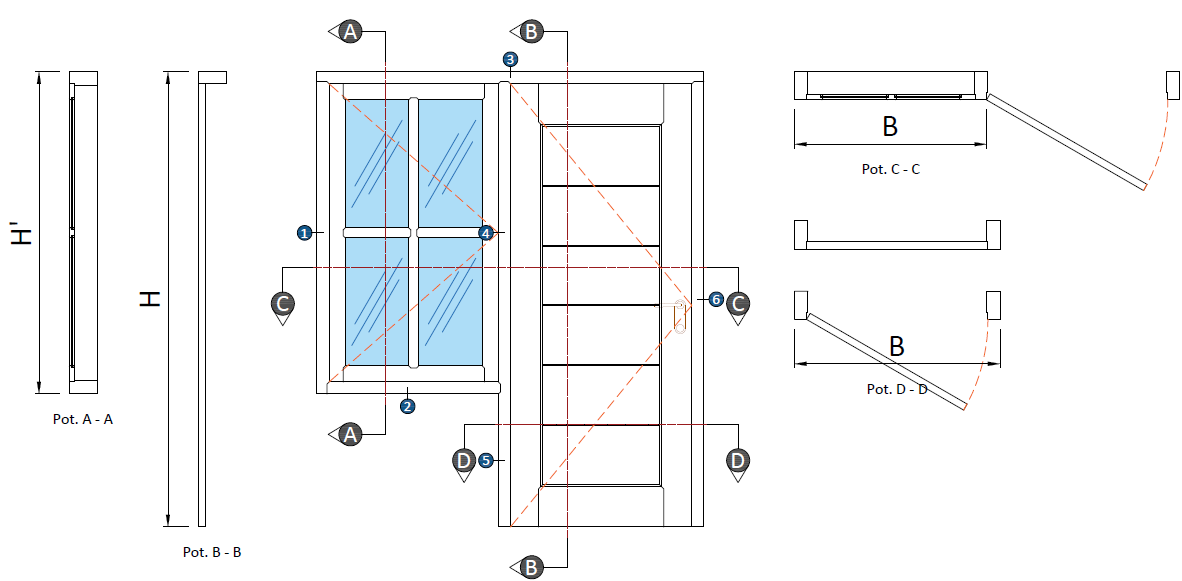 A
B
3
H'
H
1
4
C
C
6
2
A
D
D
5
B
Pot. A - A
Pot. B - B
B
Pot. C - C
B
Pot. D - D